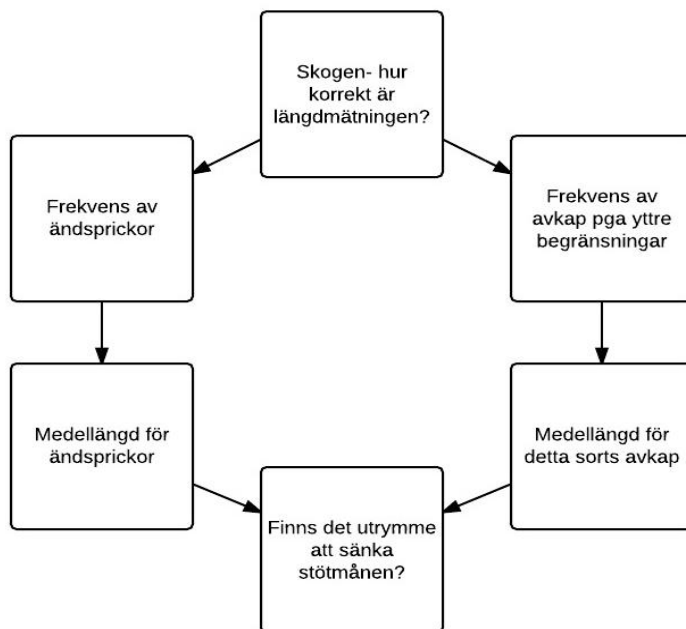 Skogen- hur
korrekt är
längdmätningen?
Frekvens av
ändsprickor
Frekvens av
avkap pga yttre
begränsningar
Medellängd för
ändsprickor
Medellängd för
detta sorts avkap
Finns det utrymme
att sänka
stötmånen?